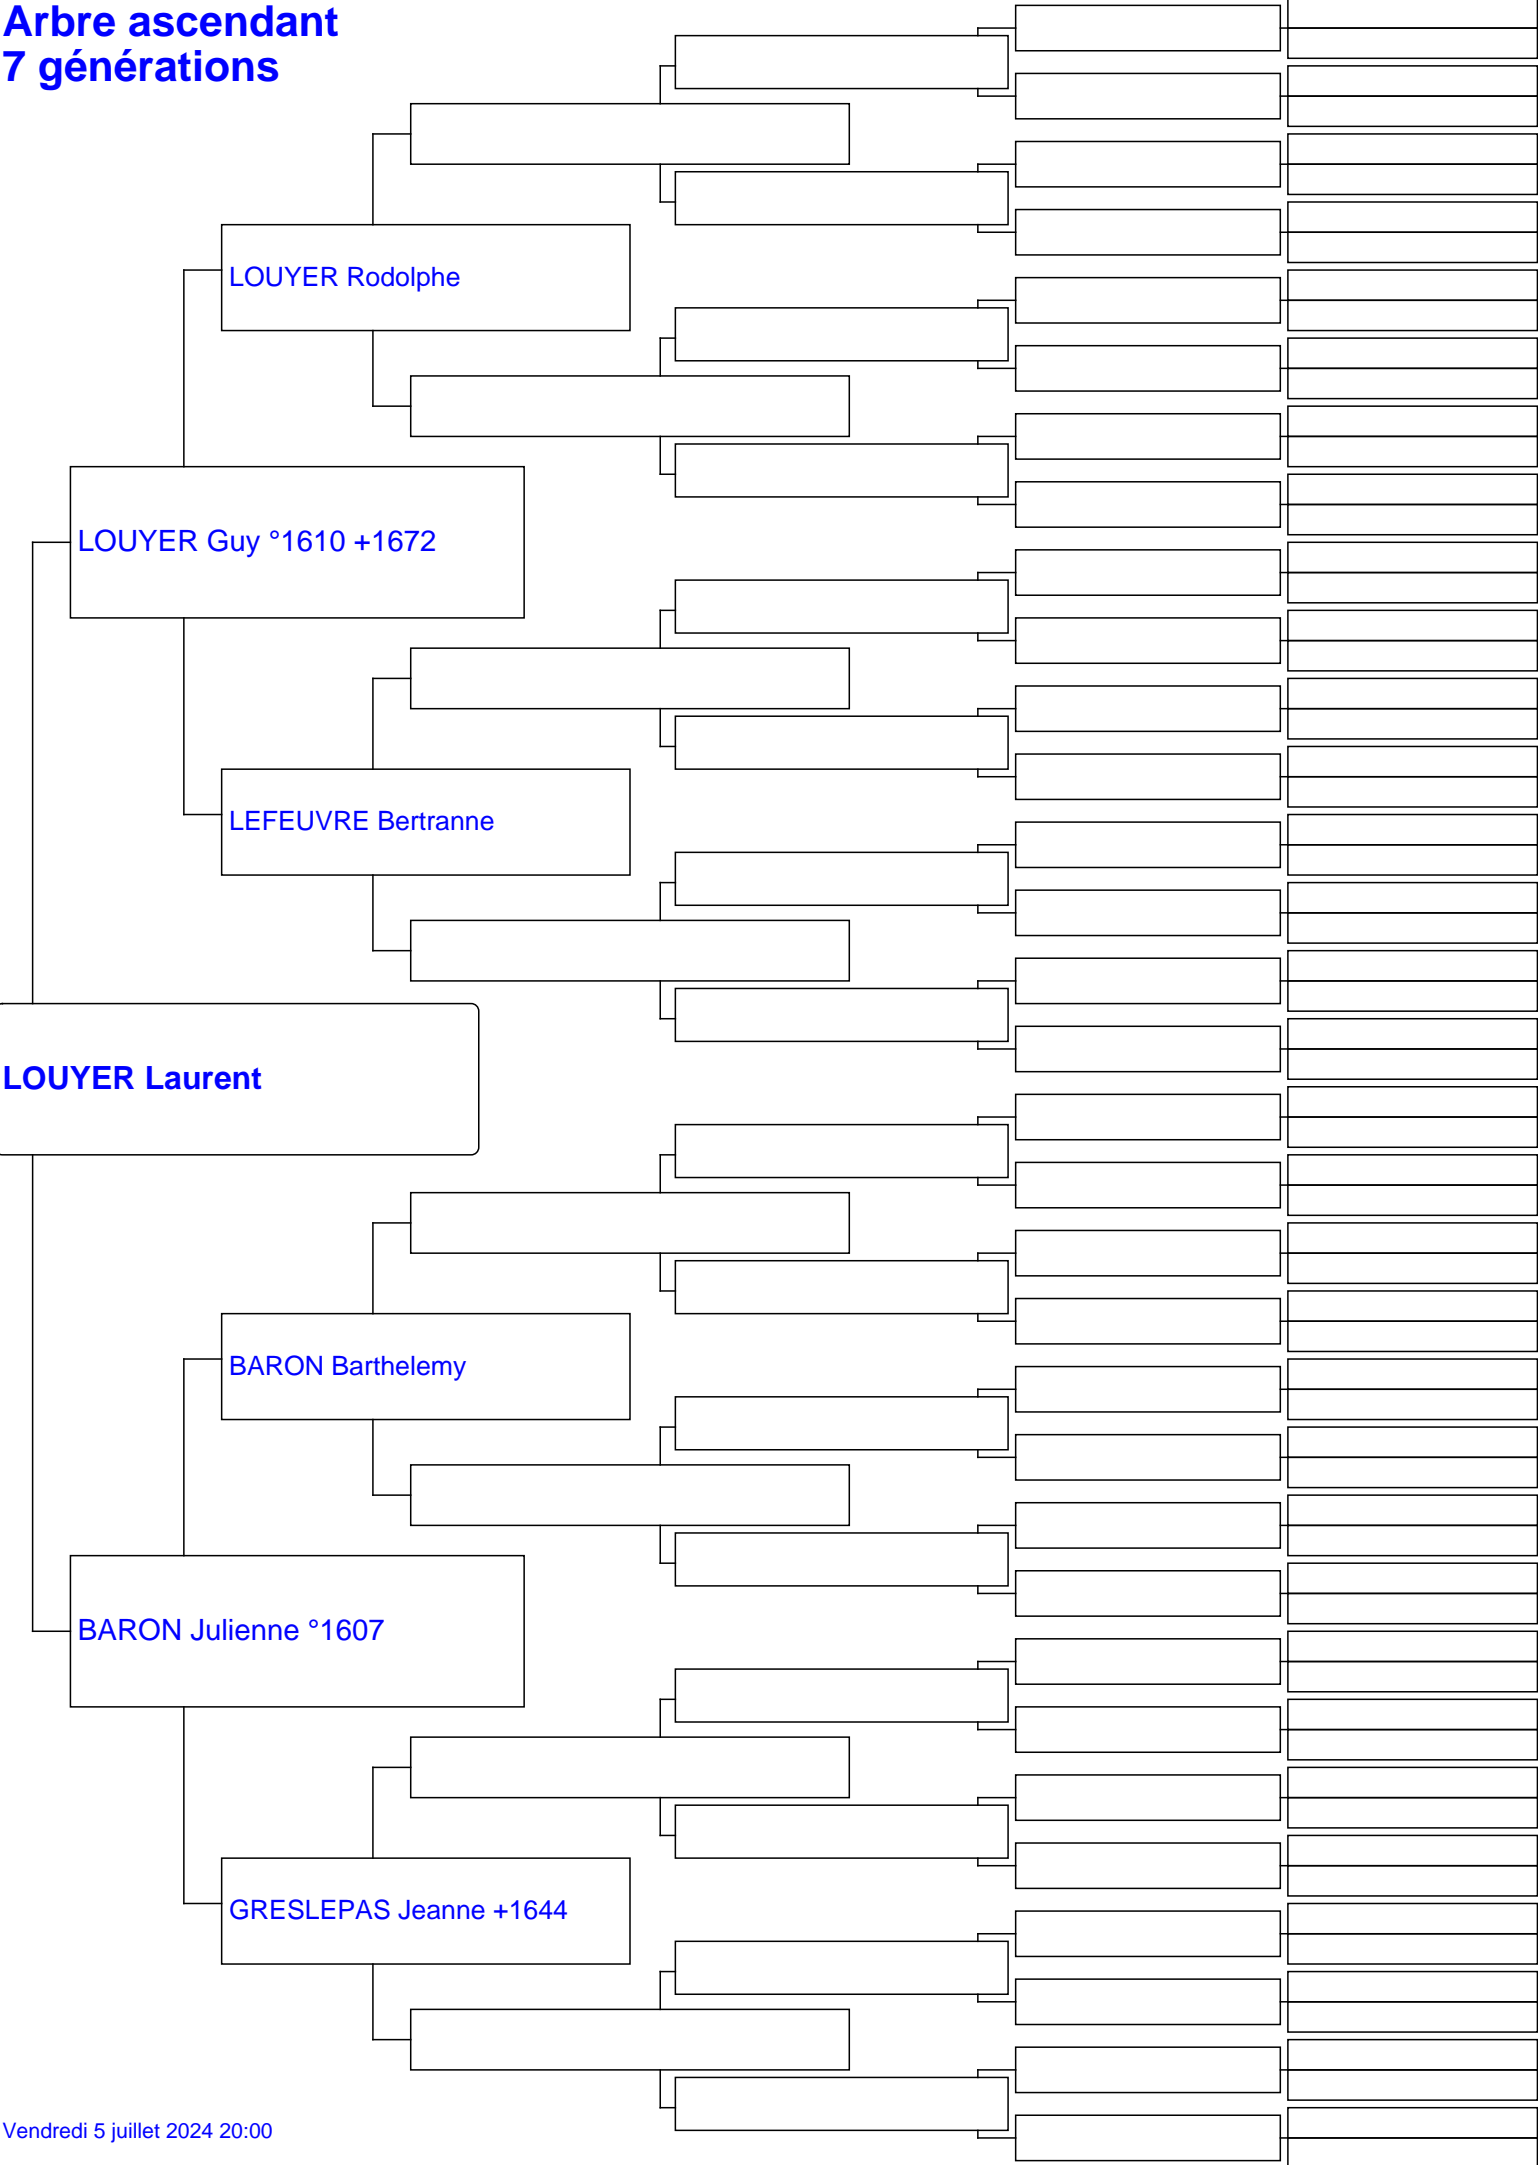 Arbre ascendant
7 générations
LOUYER Rodolphe
LOUYER Guy °1610 +1672
LEFEUVRE Bertranne
LOUYER Laurent
BARON Barthelemy
BARON Julienne °1607
GRESLEPAS Jeanne +1644
Vendredi 5 juillet 2024 20:00